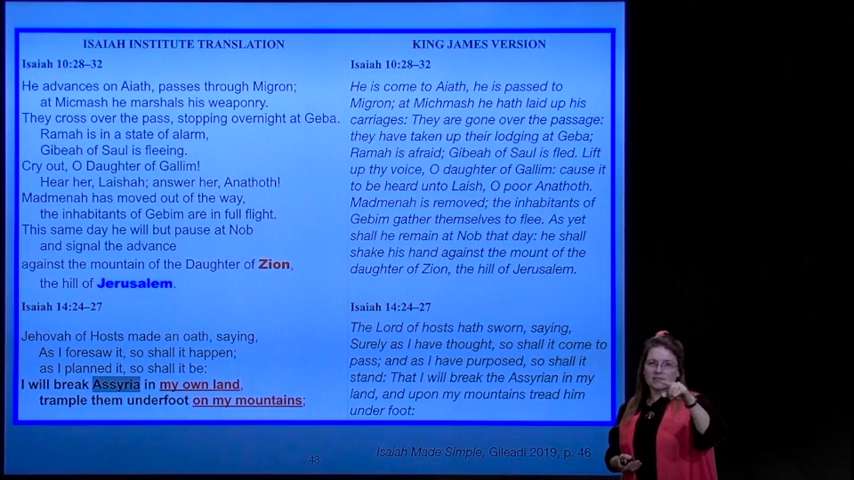 ISAIAH INSTITUTE TRANSLATION
Isaiah 10:28–32
He advances on Aiath, passes through Migron;
at Micmash he marshals his weaponry.
They cross over the pass, stopping overnight at Geba.
Ramah is in a state of alarm,
Gibeah of Saul is fleeing.
Cry out, O Daughter of Gallim!
Hear her, Laishah; answer her, Anathoth!
Madmenah has moved out of the way,
the inhabitants of Gebim are in full flight.
This same day he will but pause at Nob
and signal the advance
against the mountain of the Daughter of Zion,
the hill of Jerusalem.
Isaiah 14:24–27
Jehovah of Hosts made an oath, saying,
As I foresaw it, so shall it happen;
as I planned it, so shall it be:
I will break Assyria in my own land,
trample them underfoot on my mountains;
KING JAMES VERSION
Isaiah 10:28–32
He is come to Aiath, he is passed to
Migron; at Michmash he hath laid up his
carriages: They are gone over the passage:
they have taken up their lodging at Geba;
Ramah is afraid; Gibeah of Saul is fled. Lift
up thy voice, O daughter of Gallim: cause it
to be heard unto Laish, O poor Anathoth.
Madmenah is removed; the inhabitants of
Gebim gather themselves to flee. As yet
shall he remain at Nob that day: he shall
shake his hand against the mount of the
daughter of Zion, the hill of Jerusalem.
Isaiah 14:24–27
The Lord of hosts hath sworn, saying,
Surely as I have thought, so shall it come to
pass; and as I have purposed, so shall it
stand: That I will break the Assyrian in my
land, and upon my mountains tread him
under foot:
48
Isaiah Made Simple, Gileadi 2019, p. 46